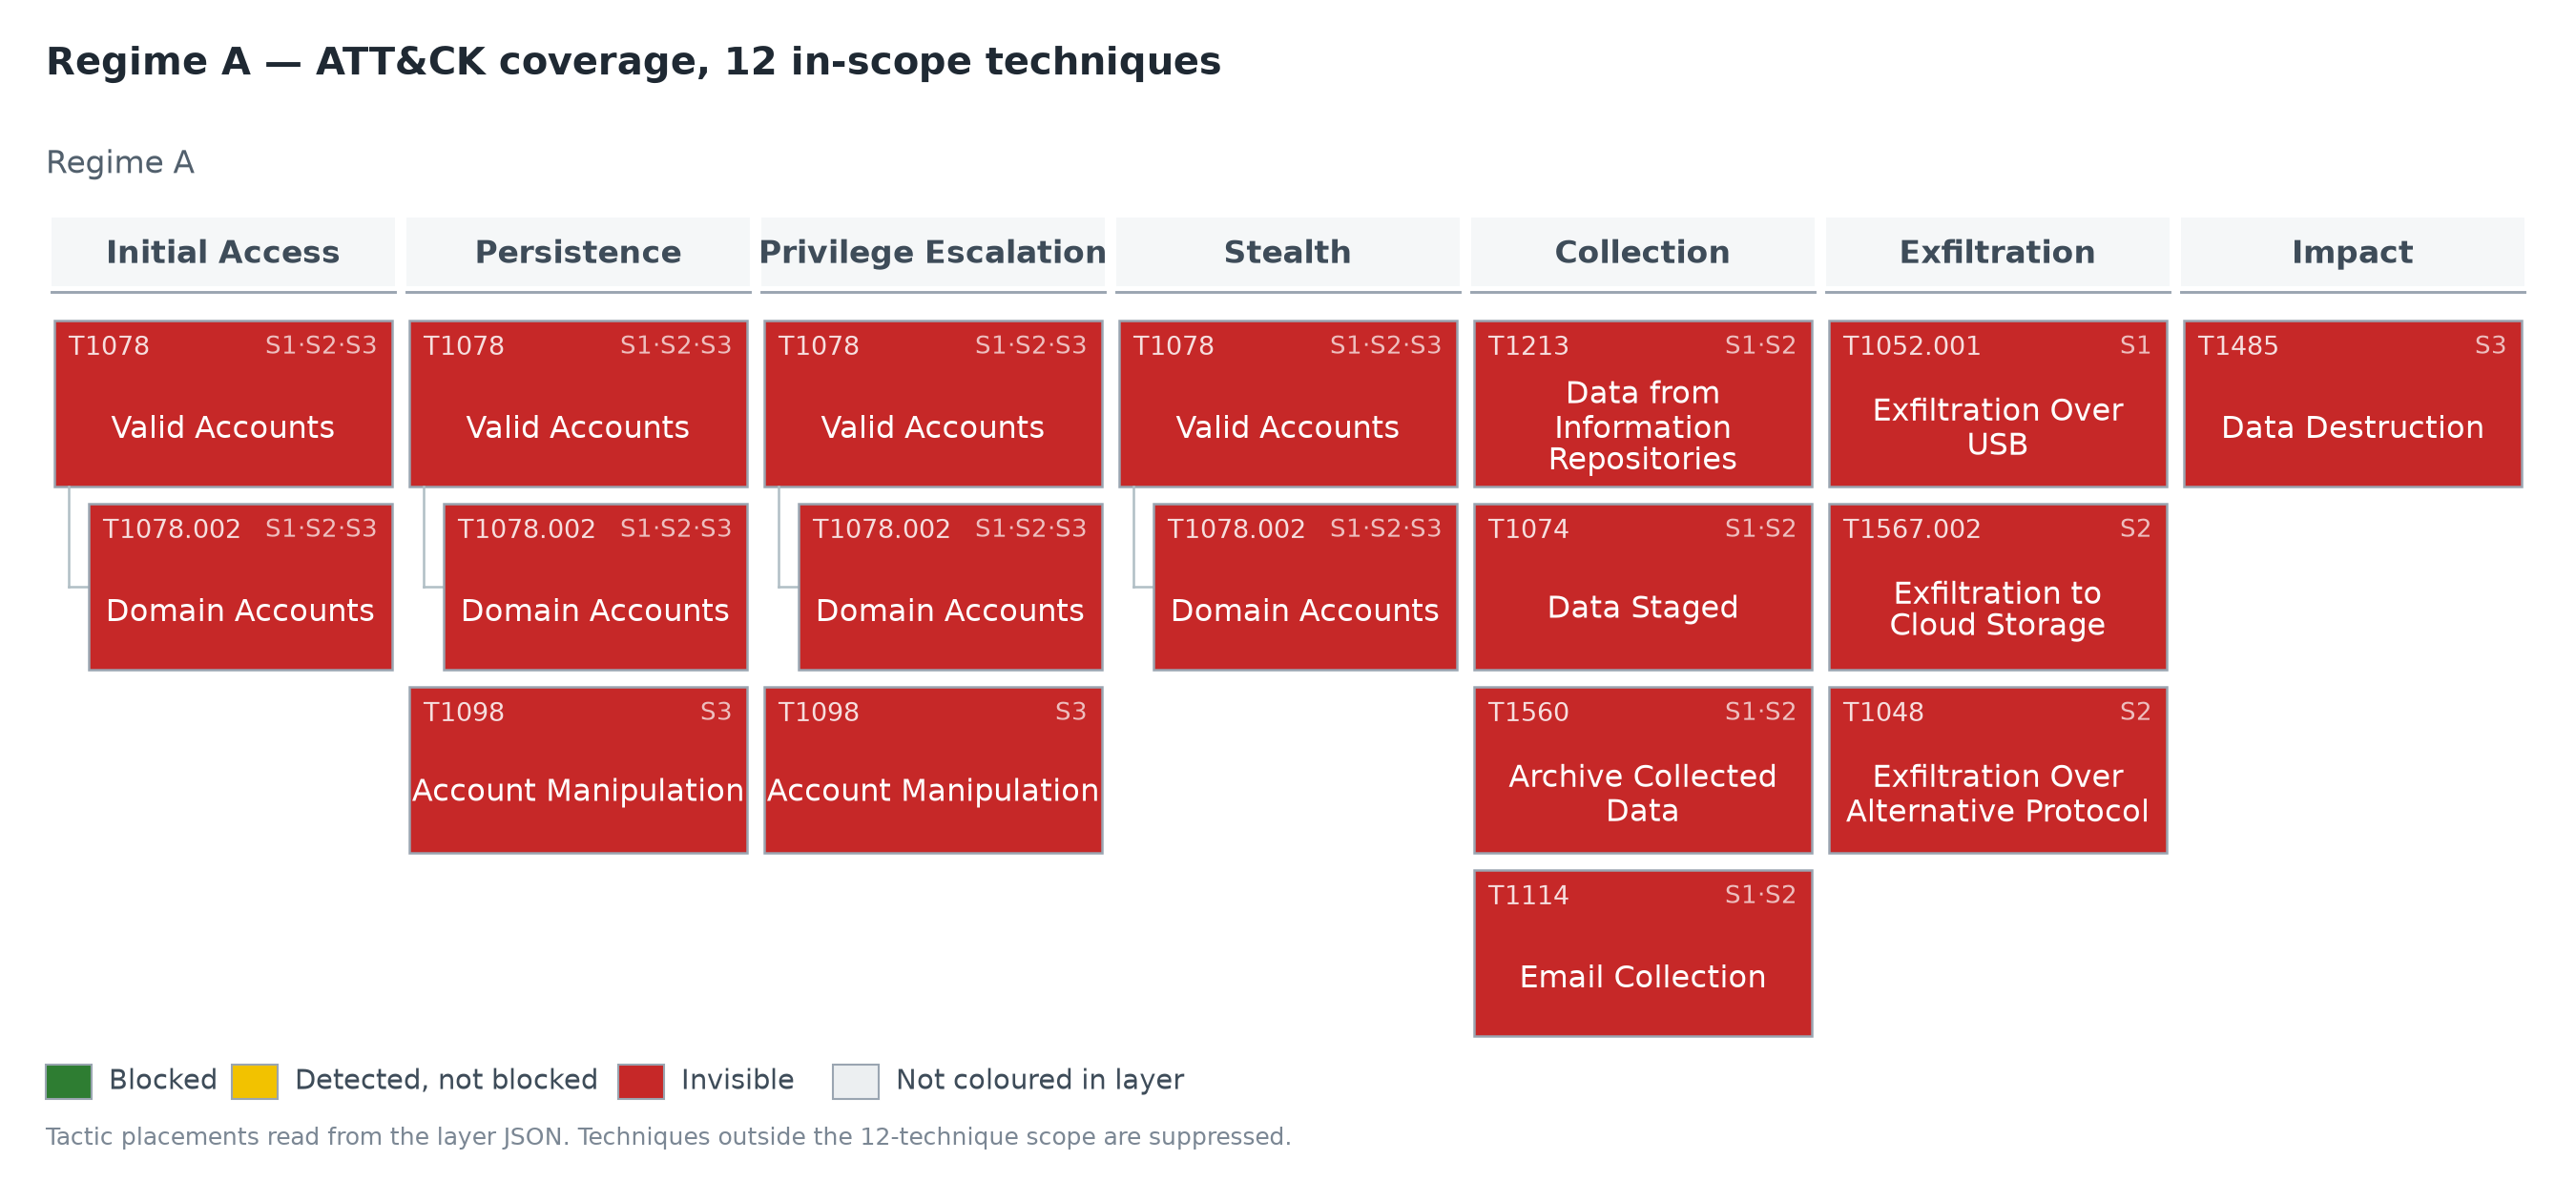 Regime A — ATT&CK coverage, 12 in-scope techniques
Regime A
Initial Access
Persistence
Privilege Escalation
Stealth
Collection
Exfiltration
Impact
T1078 S1·S2·S3
Valid Accounts
T1078 S1·S2·S3
Valid Accounts
T1078 S1·S2·S3
Valid Accounts
T1078 S1·S2·S3
Valid Accounts
T1213 S1·S2
Data from
Information
Repositories
T1052.001 S1
Exfiltration Over
USB
T1485 S3
Data Destruction
T1078.002 S1·S2·S3
Domain Accounts
T1078.002 S1·S2·S3
Domain Accounts
T1078.002 S1·S2·S3
Domain Accounts
T1078.002 S1·S2·S3
Domain Accounts
T1074 S1·S2
Data Staged
T1567.002 S2
Exfiltration to
Cloud Storage
T1098 S3
Account Manipulation
T1098 S3
Account Manipulation
T1560 S1·S2
Archive Collected
Data
T1048 S2
Exfiltration Over
Alternative Protocol
T1114 S1·S2
Email Collection
Blocked
Detected, not blocked
Invisible
Not coloured in layer
Tactic placements read from the layer JSON. Techniques outside the 12-technique scope are suppressed.